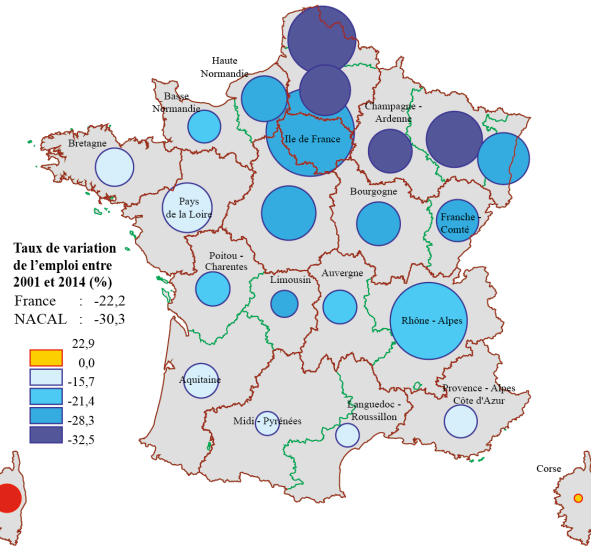 Haute
Normandie
Basse
Normandie
Champagne -
Ardenne
Ile de France
Bretagne
Pays
de la Loire
Bourgogne
Franche -
Comté
Taux de variation
de l'emploi entre
2001 et 2014 (%)
France : -22,2
NACAL : -30,3
22,9
0,0
-15,7
-21,4
-28,3
-32,5
Poitou -
Charentes
Limousin
Auvergne
Rhône - Alpes
Aquitaine
Midi - Pyrénées
Languedoc -
Roussillon
Provence - Alpes
Côte d'Azur
Corse